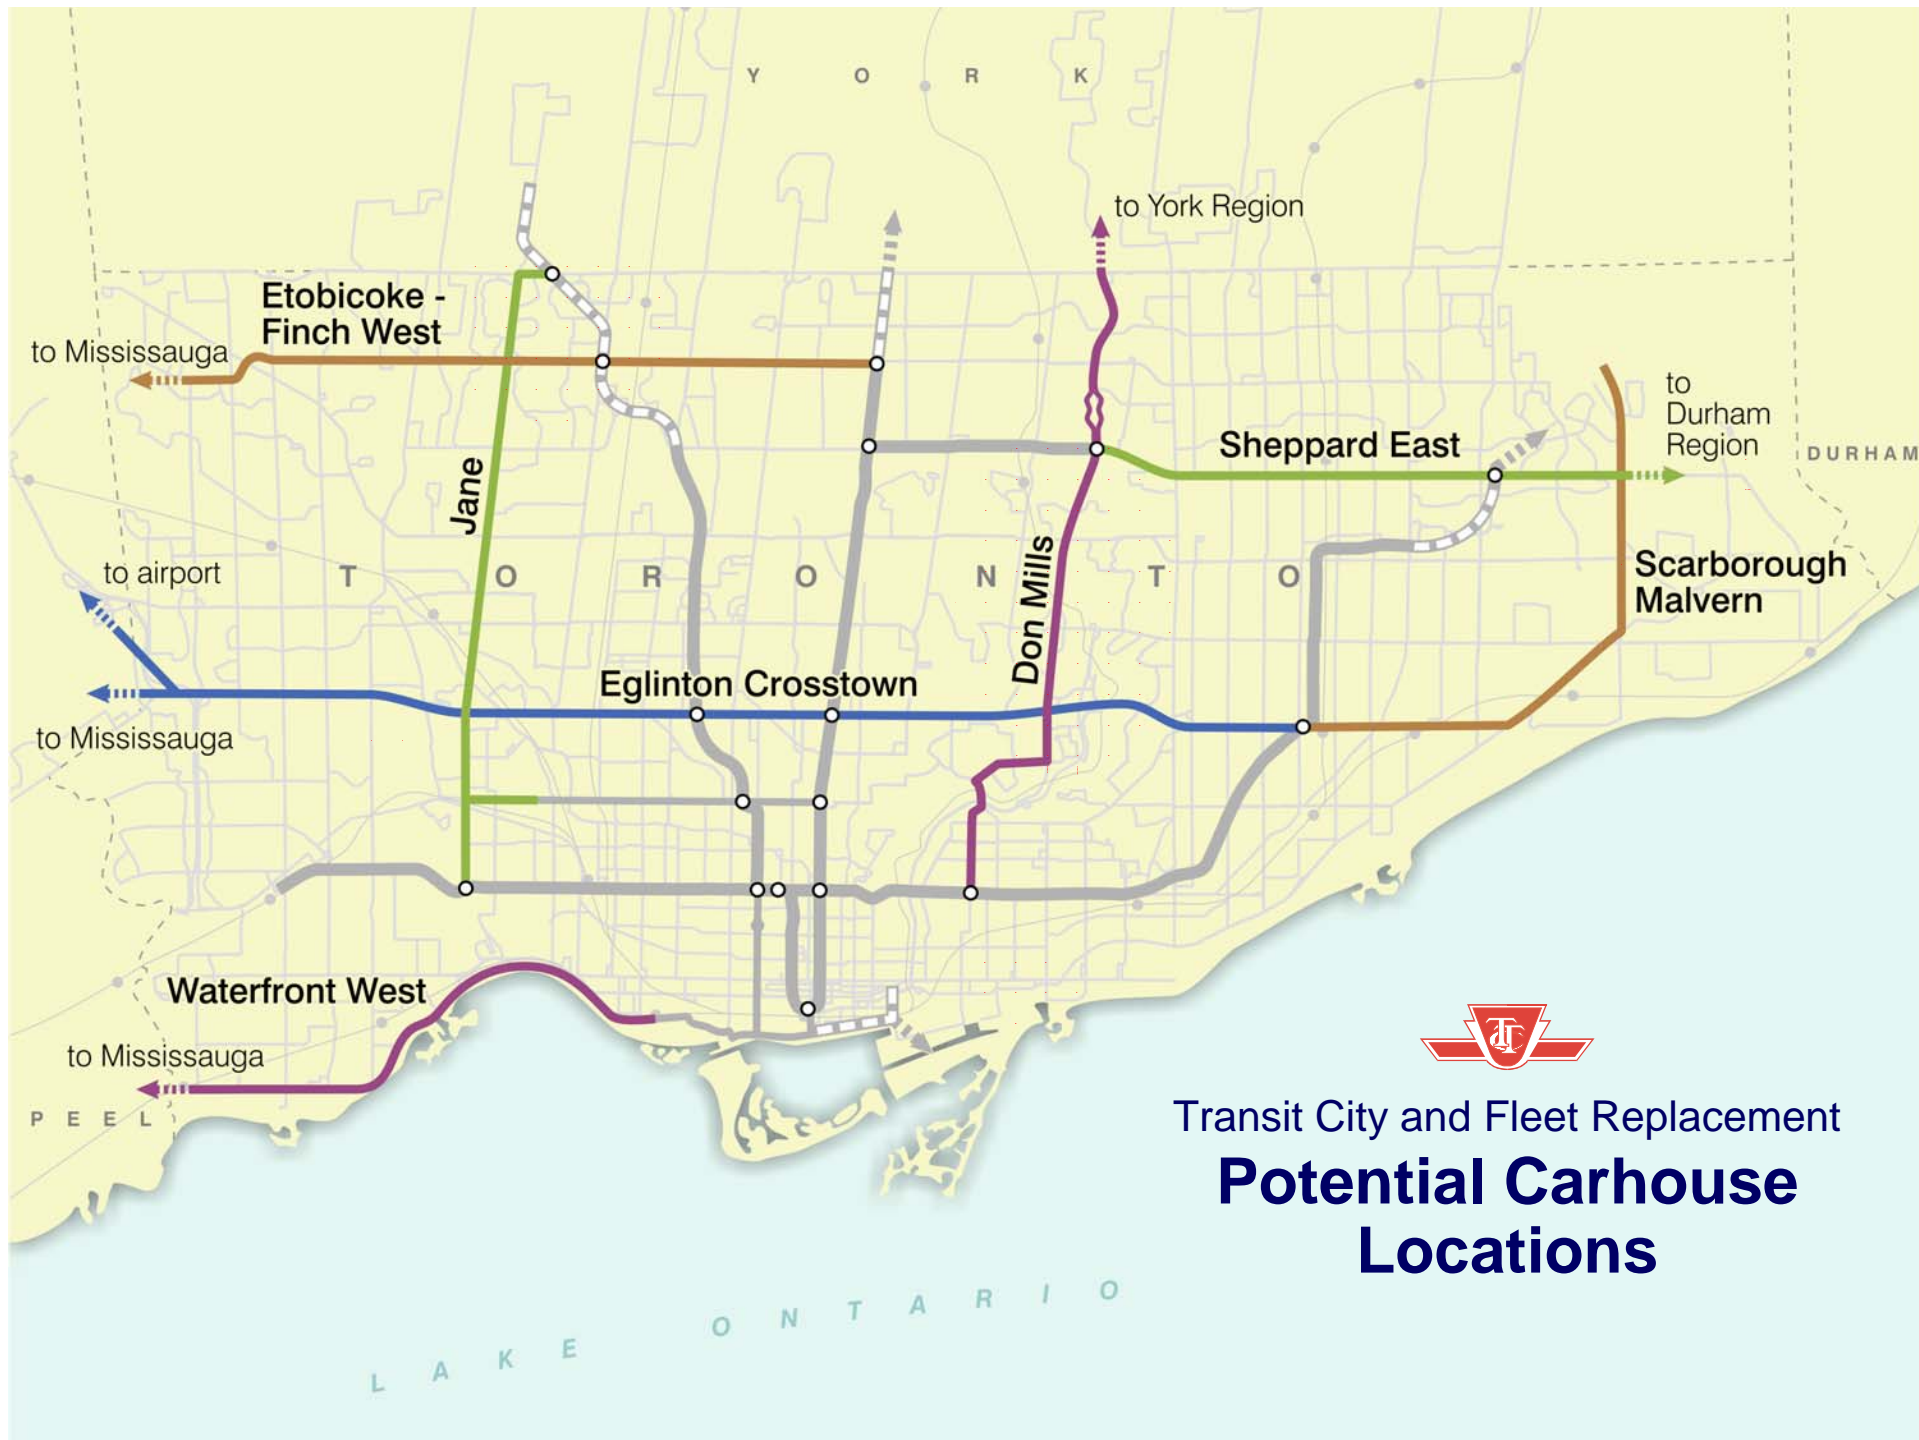 Y O R K
to York Region
Etobicoke -
Finch West
to Mississauga
to
Durham
Region
Sheppard East
DURHAM
Jane
Don Mills
to airport
T O R O N T O
Scarborough
Malvern
Eglinton Crosstown
to Mississauga
Waterfront West
to Mississauga
P E E L
TTC
Transit City and Fleet Replacement
Potential Carhouse
Locations
L A K E O N T A R I O